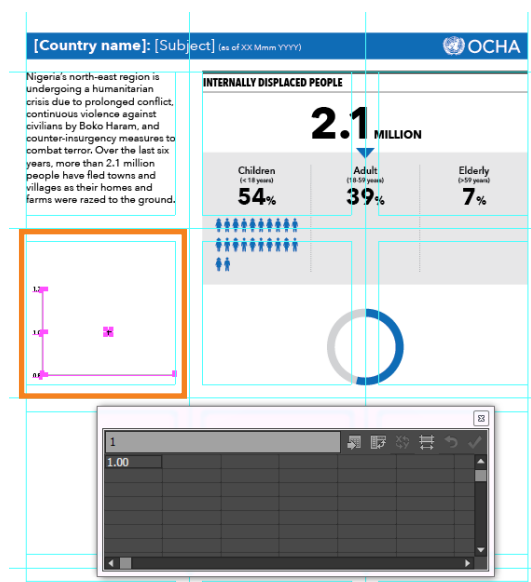 [Country name]: [Subject] (as of XX Mmm YYYY)
OCHA
Nigeria's north-east region is
undergoing a humanitarian
crisis due to prolonged conflict,
continuous violence against
civilians by Boko Haram, and
counter-insurgency measures to
combat terror. Over the last six
years, more than 2.1 million
people have fled towns and
villages as their homes and
farms were razed to the ground.
INTERNALLY DISPLACED PEOPLE
2.1 MILLION
Children
(< 18 years)
54%
Adult
(18-59 years)
39%
Elderly
(>59 years)
7%
1.2
1.0
0.8
1
1.00